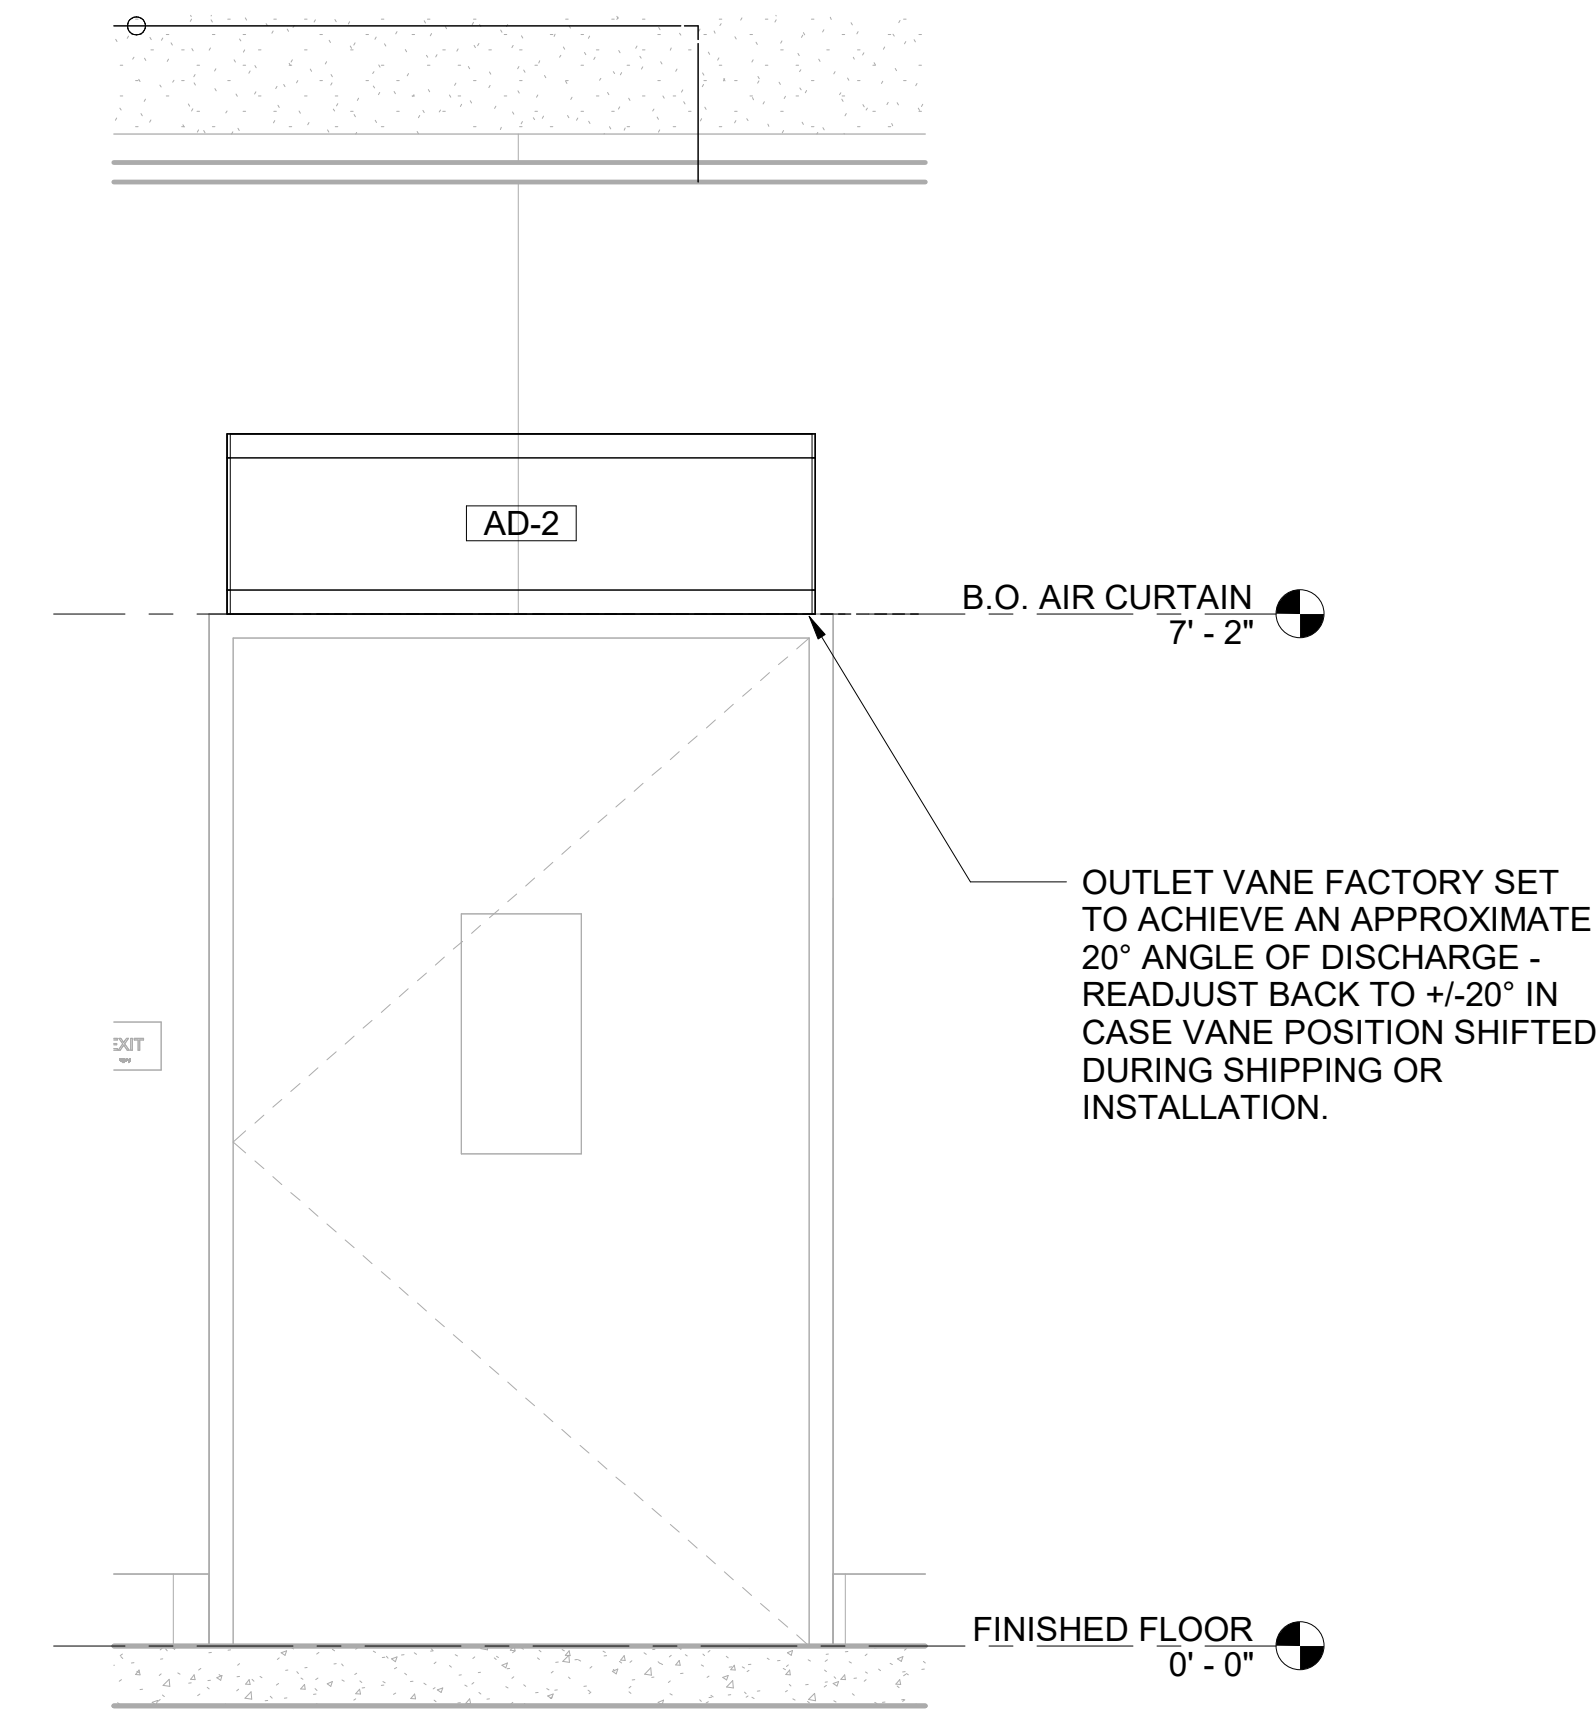 AD-2
B.O. AIR CURTAIN
7' - 2"
OUTLET VANE FACTORY SET
TO ACHIEVE AN APPROXIMATE
20° ANGLE OF DISCHARGE -
READJUST BACK TO +/-20° IN
CASE VANE POSITION SHIFTED
DURING SHIPPING OR
INSTALLATION.
EXIT
FINISHED FLOOR
0' - 0"